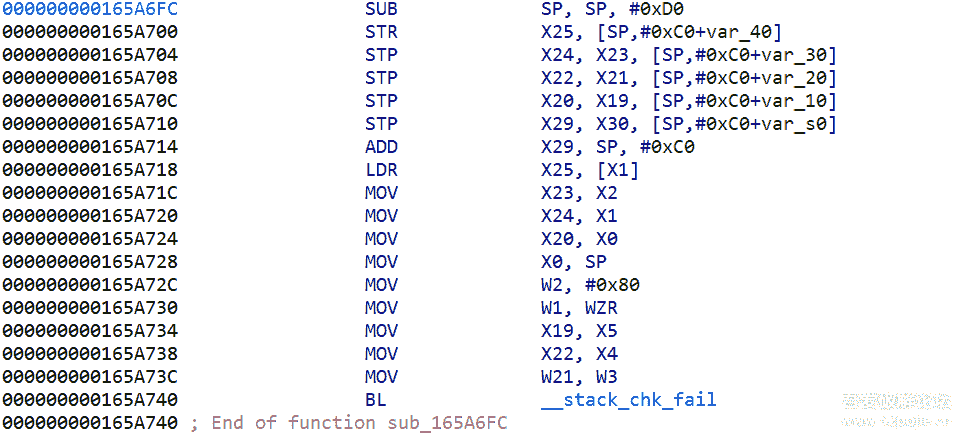 000000000165A6FC SUB SP, SP, #0xD0
000000000165A700 STR X25, [SP,#0xC0+var_40]
000000000165A704 STP X24, X23, [SP,#0xC0+var_30]
000000000165A708 STP X22, X21, [SP,#0xC0+var_20]
000000000165A70C STP X20, X19, [SP,#0xC0+var_10]
000000000165A710 STP X29, X30, [SP,#0xC0+var_s0]
000000000165A714 ADD X29, SP, #0xC0
000000000165A718 LDR X25, [X1]
000000000165A71C MOV X23, X2
000000000165A720 MOV X24, X1
000000000165A724 MOV X20, X0
000000000165A728 MOV X0, SP
000000000165A72C MOV W2, #0x80
000000000165A730 MOV W1, WZR
000000000165A734 MOV X19, X5
000000000165A738 MOV X22, X4
000000000165A73C MOV W21, W3
000000000165A740 BL __stack_chk_fail
000000000165A740 ; End of function sub_165A6FC